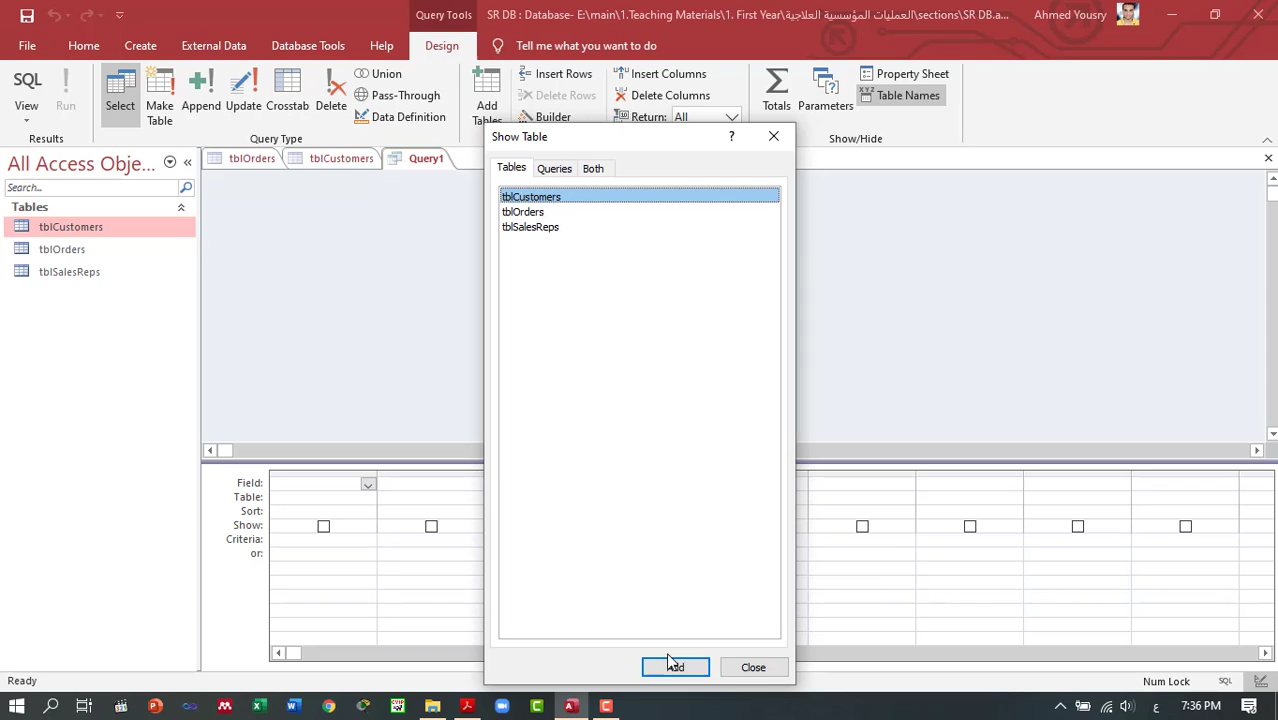 Query Tools
SR DB : Database- E:\main\1.Teaching Materials\1. First Year\العمليات المؤسسية العلاجية\sections\SR DB.a...
Ahmed Yousry
File
Home
Create
External Data
Database Tools
Help
Design
Tell me what you want to do
SQL
View
Run
Select
Make Table
Append
Update
Crosstab
Delete
Union
Pass-Through
Data Definition
Add Tables
Insert Rows
Delete Rows
Builder
Insert Columns
Delete Columns
Return: All
Totals
Parameters
Property Sheet
XYZ Table Names
Results
Query Type
Show/Hide
All Access Obje...
Search...
Tables
tblCustomers
tblOrders
tblSalesReps
tblOrders
tblCustomers
Query1
Show Table
?
Tables
Queries
Both
tblCustomers
tblOrders
tblSalesReps
Close
Field:
Table:
Sort:
Show:
Criteria:
or:
Ready
Num Lock
SQL
ع
7:36 PM